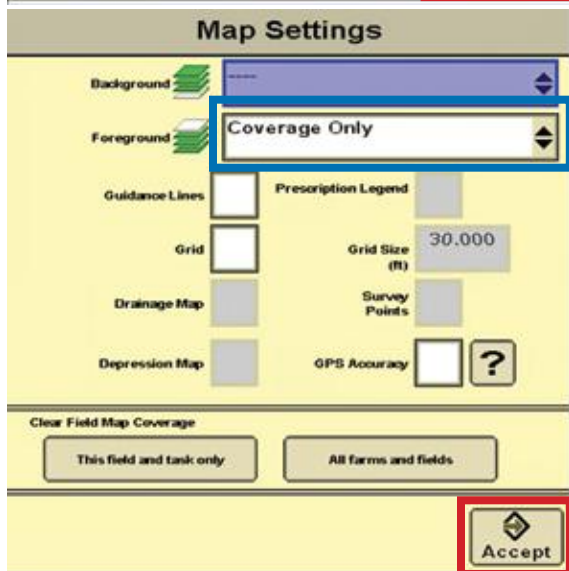 Map Settings
Background ----
Foreground Coverage Only
Guidance Lines Prescription Legend
Grid Grid Size (ft) 30.000
Drainage Map Survey Points
Depression Map GPS Accuracy ?
Clear Field Map Coverage
This field and task only All farms and fields
Accept